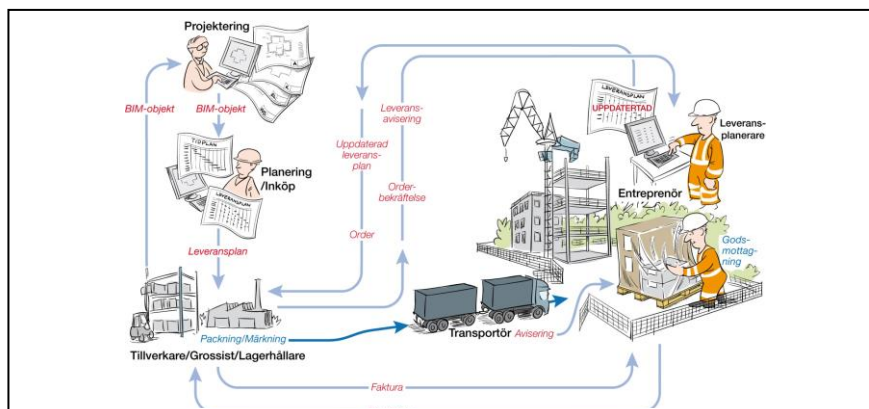 Projektering
BIM-objekt
BIM-objekt
TIDPLAN
Planering
/Inköp
LEVERANSPLAN
Leveransplan
Packning/Märkning
Tillverkare/Grossist/Lagerhållare
Leverans-
avisering
Uppdaterad
leverans-
plan
Order-
bekräftelse
Order
LEVERANSPLAN
UPPDATERTAD
Leverans-
planerare
Entreprenör
Gods-
mottag-
ning
Transportör
Avisering
Faktura